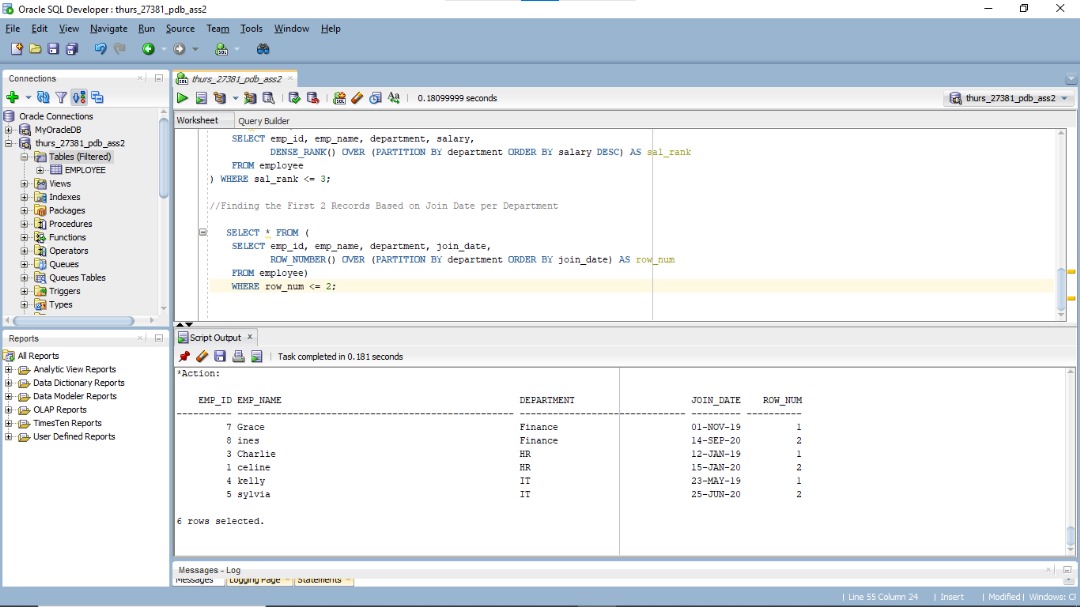 Oracle SQL Developer : thurs_27381_pdb_ass2
File Edit View Navigate Run Source Team Tools Window Help
Connections
Oracle Connections
MyOracleDB
thurs_27381_pdb_ass2
Tables (Filtered)
EMPLOYEE
Views
Indexes
Packages
Procedures
Functions
Operators
Queues
Queues Tables
Triggers
Types
Reports
All Reports
Analytic View Reports
Data Dictionary Reports
Data Modeler Reports
OLAP Reports
TimesTen Reports
User Defined Reports
thurs_27381_pdb_ass2
0.18099999 seconds
thurs_27381_pdb_ass2
Worksheet Query Builder
SELECT emp_id, emp_name, department, salary,
DENSE_RANK() OVER (PARTITION BY department ORDER BY salary DESC) AS sal_rank
FROM employee
) WHERE sal_rank <= 3;
//Finding the First 2 Records Based on Join Date per Department
SELECT * FROM (
SELECT emp_id, emp_name, department, join_date,
ROW_NUMBER() OVER (PARTITION BY department ORDER BY join_date) AS row_num
FROM employee)
WHERE row_num <= 2;
Script Output x
Task completed in 0.181 seconds
*Action:
EMP_ID EMP_NAME DEPARTMENT JOIN_DATE ROW_NUM
7 Grace Finance 01-NOV-19 1
8 ines Finance 14-SEP-20 2
3 Charlie HR 12-JAN-19 1
1 celine HR 15-JAN-20 2
4 kelly IT 23-MAY-19 1
5 sylvia IT 25-JUN-20 2
6 rows selected.
Messages - Log
Messages Logging Page Statements
| Line 55 Column 24 | Insert | Modified | Windows: C